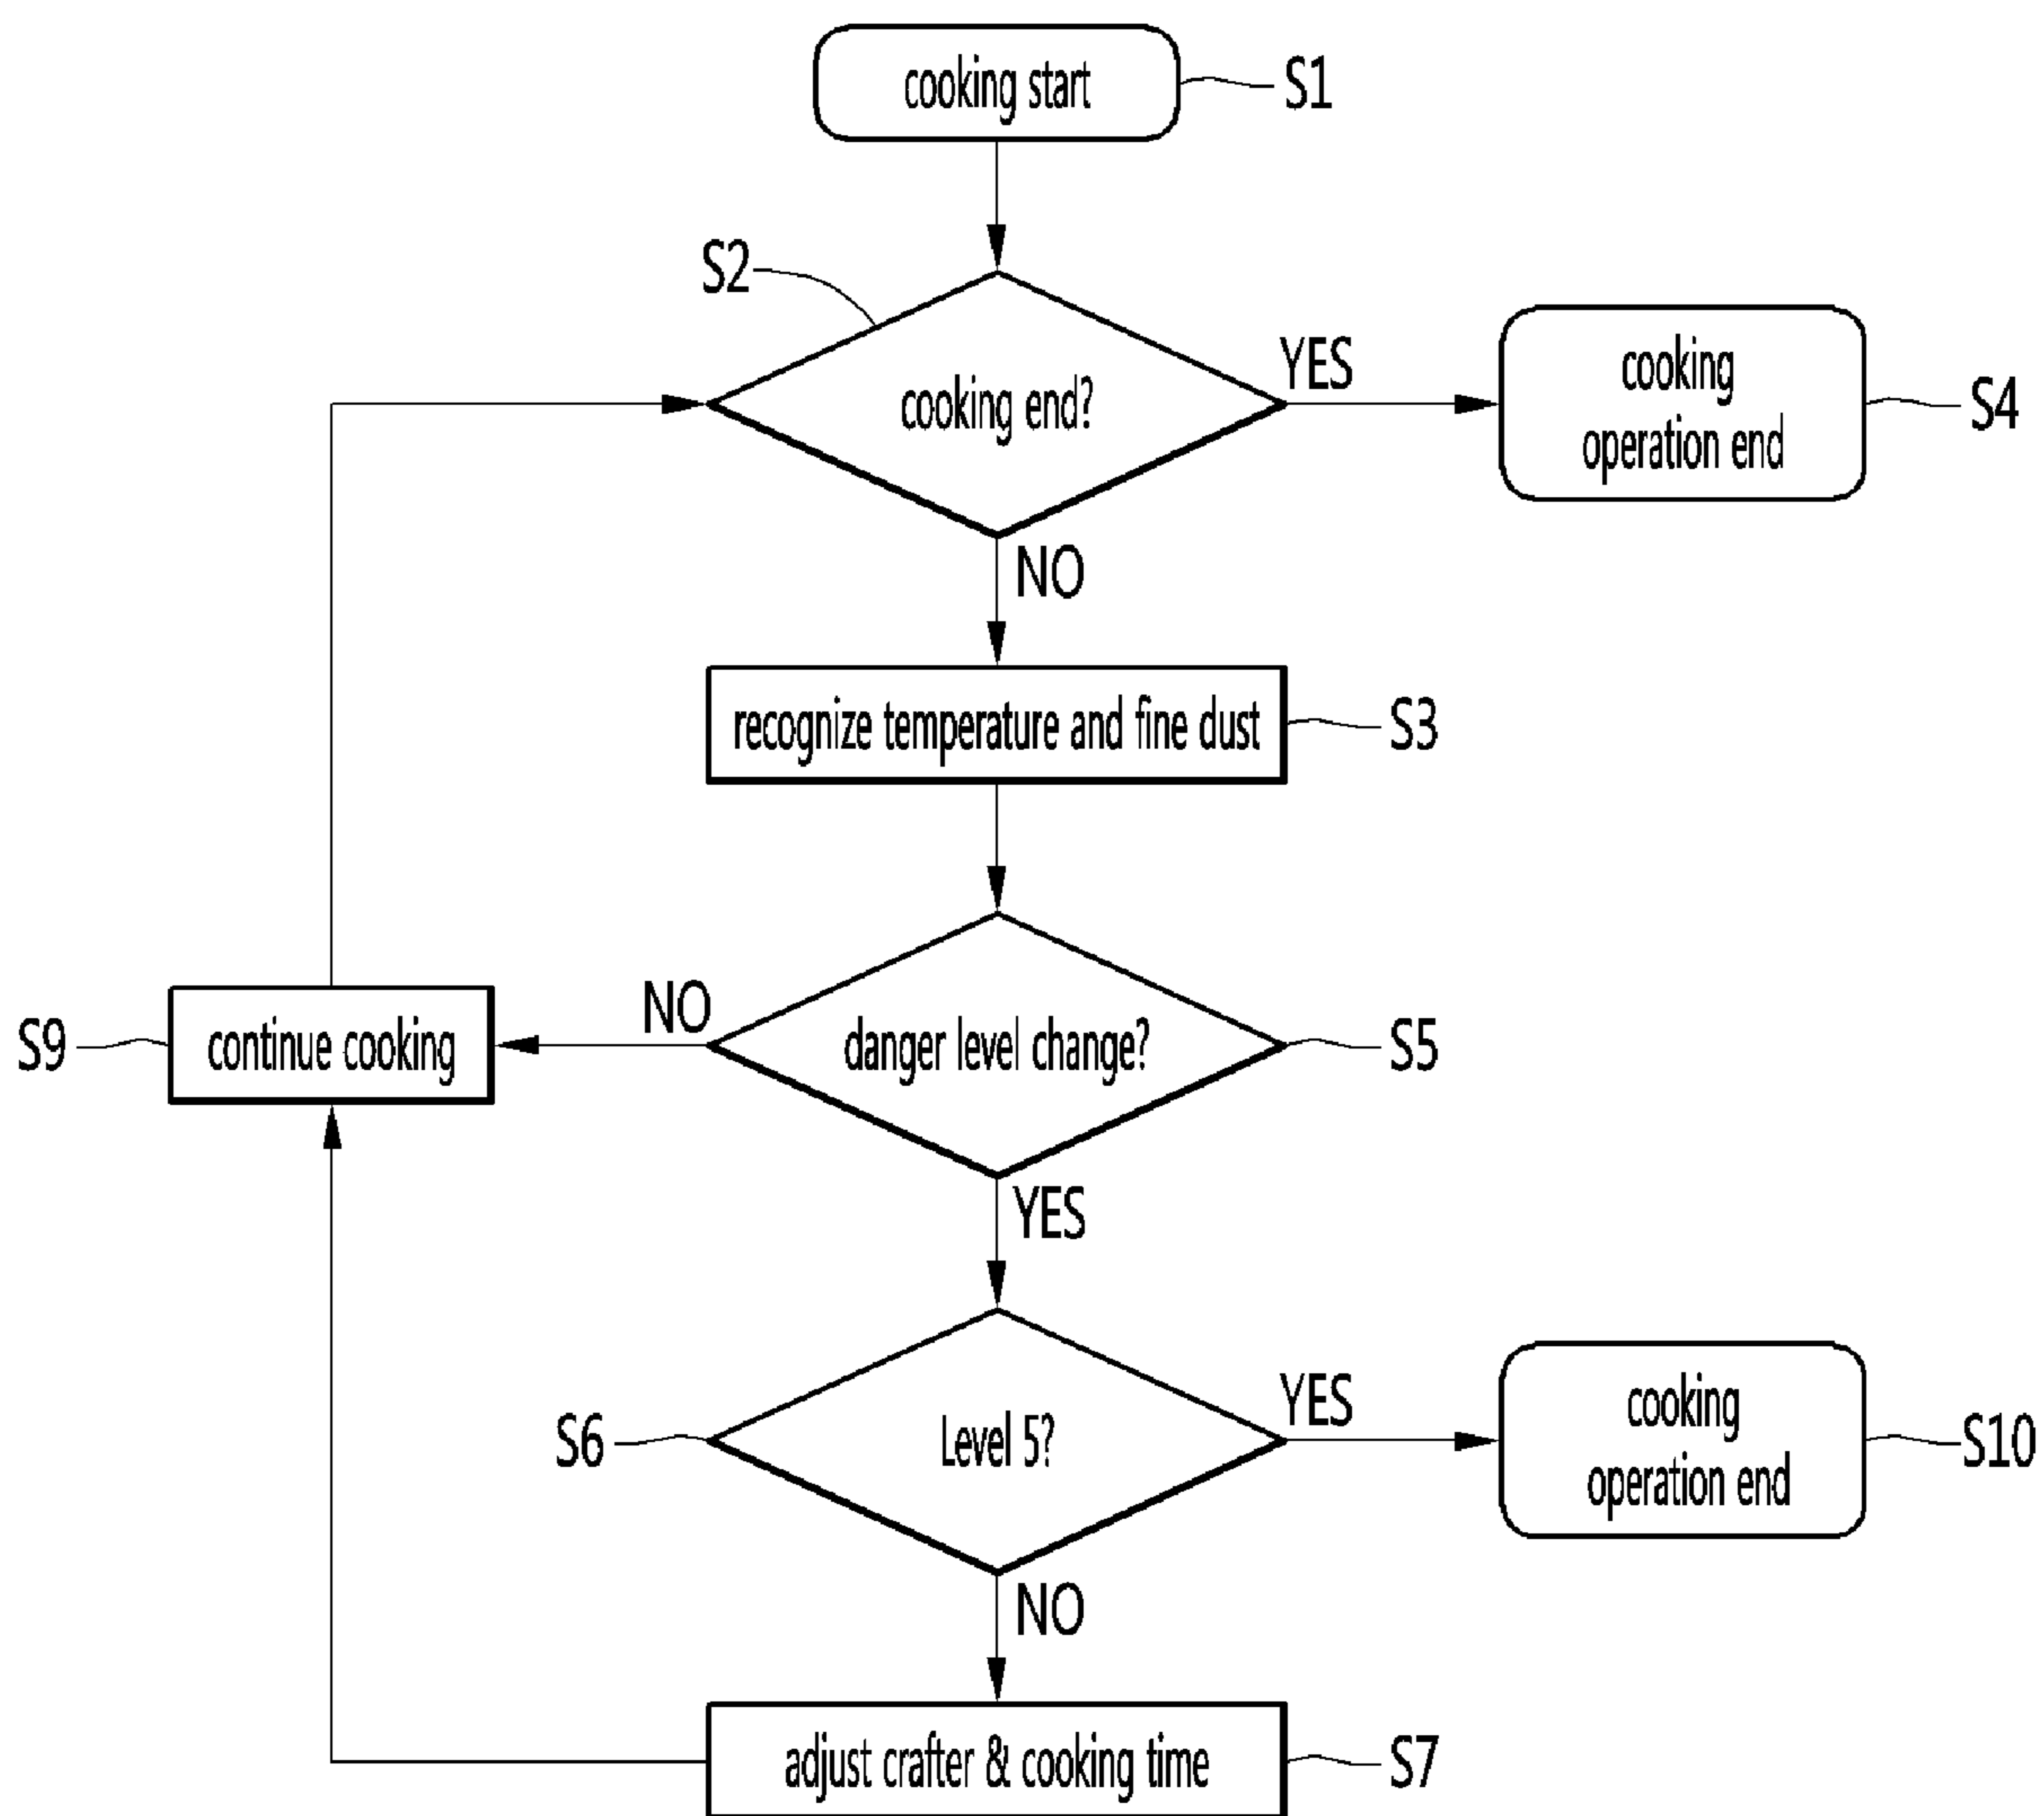 cooking start
S1
S2
cooking end?
YES
cooking
operation end
S4
NO
recognize temperature and fine dust
S3
S9
continue cooking
NO
danger level change?
S5
YES
S6
Level 5?
YES
cooking
operation end
S10
NO
adjust crafter & cooking time
S7